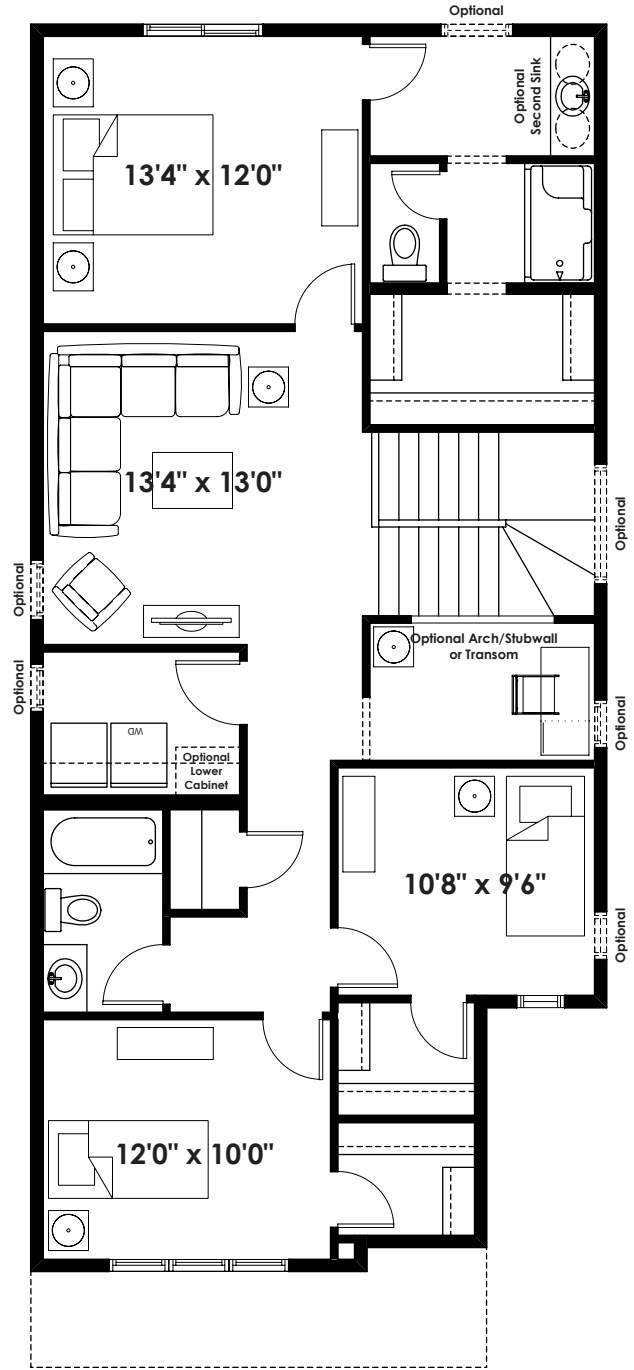 Optional
Optional
Second Sink
13'4" x 12'0"
13'4" x 13'0"
Optional
Optional
Optional Arch/Stubwall
or Transom
Optional
Optional
WD
Optional
Lower
Cabinet
10'8" x 9'6"
Optional
12'0" x 10'0"